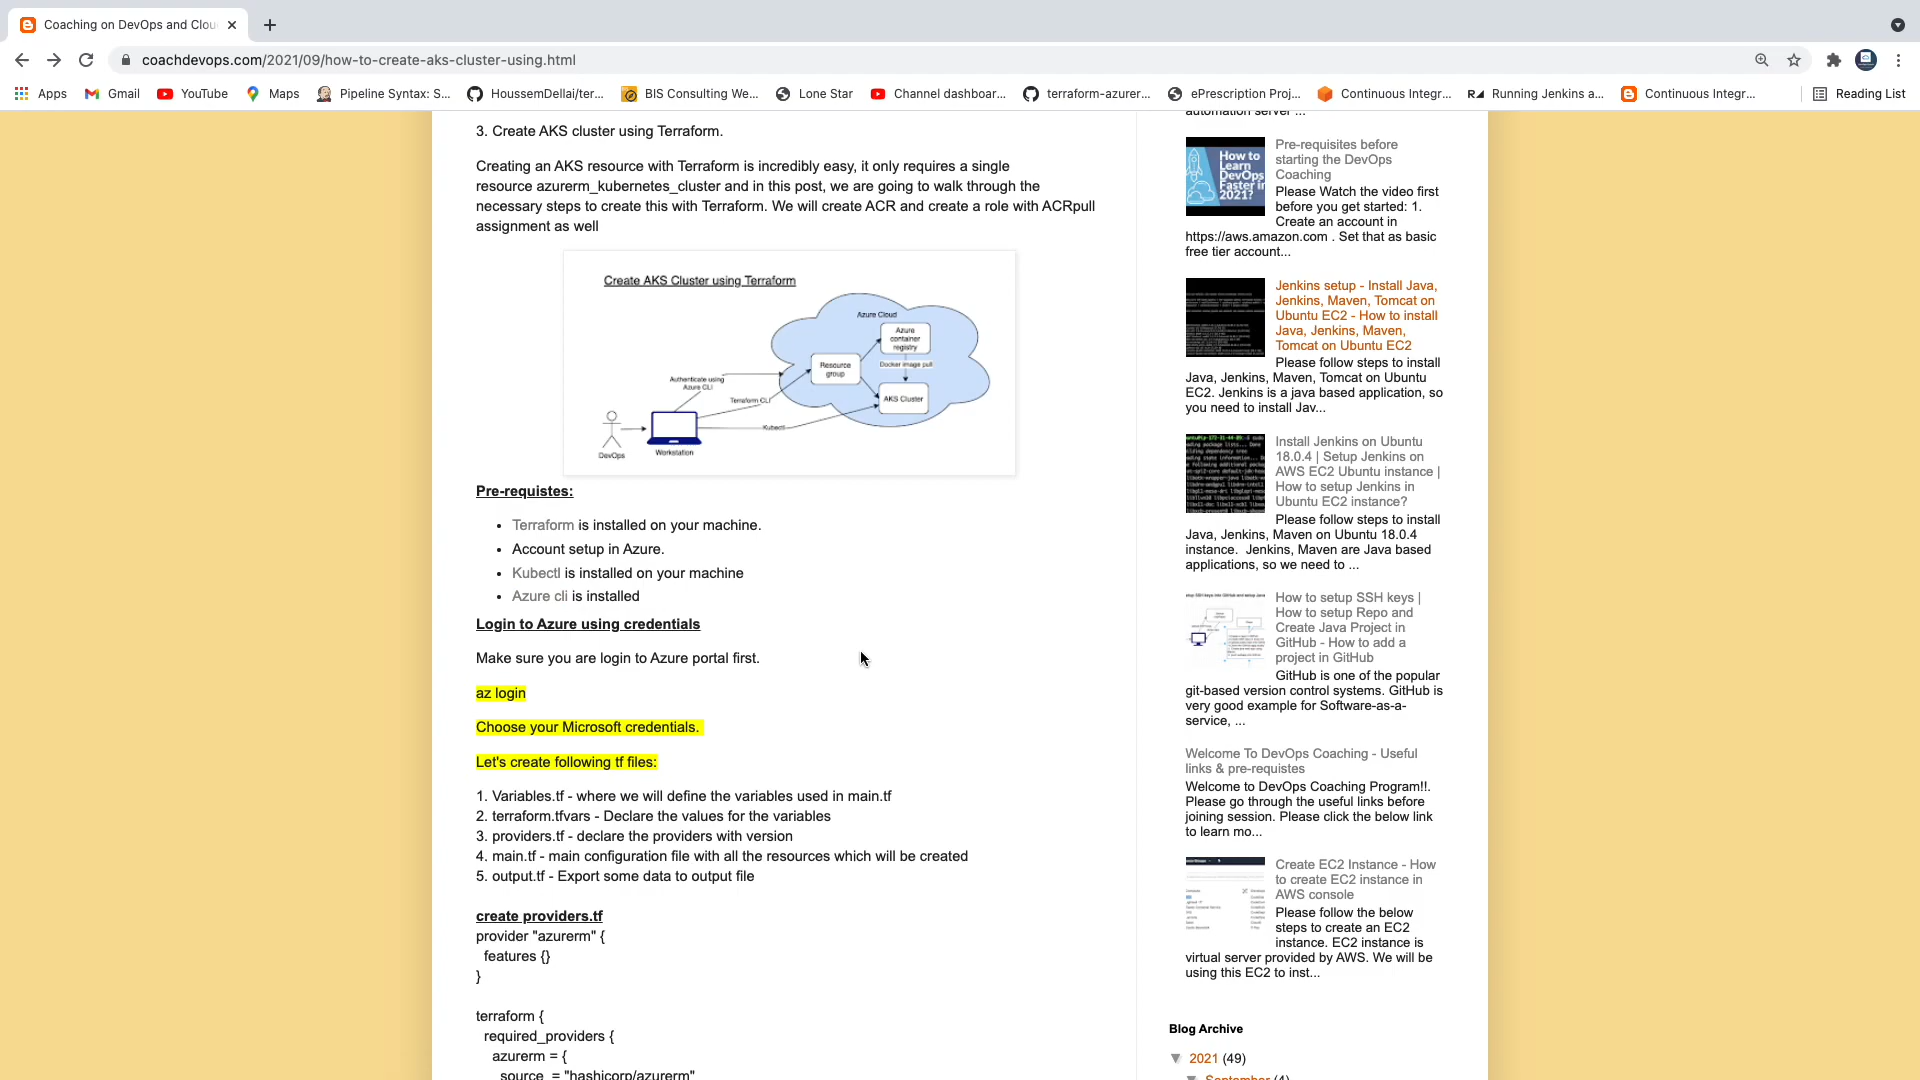 Coaching on DevOps and Clou
coachdevops.com/2021/09/how-to-create-aks-cluster-using.html
Apps
Gmail
YouTube
Maps
Pipeline Syntax: S...
HoussemDellai/ter...
BIS Consulting We...
Lone Star
Channel dashboar...
terraform-azurer...
ePrescription Proj...
Continuous Integr...
Running Jenkins a...
Continuous Integr...
Reading List
3. Create AKS cluster using Terraform.
Creating an AKS resource with Terraform is incredibly easy, it only requires a single
resource azurerm_kubernetes_cluster and in this post, we are going to walk through the
necessary steps to create this with Terraform. We will create ACR and create a role with ACRpull
assignment as well
Create AKS Cluster using Terraform
Azure Cloud
Azure
container
registry
Docker image pull
Resource
group
AKS Cluster
Authenticate using
Azure CLI
Terraform CLI
Kubectl
DevOps
Workstation
Pre-requistes:
Terraform is installed on your machine.
Account setup in Azure.
Kubectl is installed on your machine
Azure cli is installed
Login to Azure using credentials
Make sure you are login to Azure portal first.
az login
Choose your Microsoft credentials.
Let's create following tf files:
1. Variables.tf - where we will define the variables used in main.tf
2. terraform.tfvars - Declare the values for the variables
3. providers.tf - declare the providers with version
4. main.tf - main configuration file with all the resources which will be created
5. output.tf - Export some data to output file
create providers.tf
provider "azurerm" {
features {}
}
terraform {
required_providers {
azurerm = {
source = "hashicorp/azurerm"
automation server ...
How to
Learn
DevOps
Faster in
2021?
Pre-requisites before
starting the DevOps
Coaching
Please Watch the video first
before you get started: 1.
Create an account in
https://aws.amazon.com . Set that as basic
free tier account...
Jenkins setup - Install Java,
Jenkins, Maven, Tomcat on
Ubuntu EC2 - How to install
Java, Jenkins, Maven,
Tomcat on Ubuntu EC2
Please follow steps to install
Java, Jenkins, Maven, Tomcat on Ubuntu
EC2. Jenkins is a java based application, so
you need to install Jav...
Install Jenkins on Ubuntu
18.0.4 | Setup Jenkins on
AWS EC2 Ubuntu instance |
How to setup Jenkins in
Ubuntu EC2 instance?
Please follow steps to install
Java, Jenkins, Maven on Ubuntu 18.0.4
instance. Jenkins, Maven are Java based
applications, so we need to ...
How to setup SSH keys |
How to setup Repo and
Create Java Project in
GitHub - How to add a
project in GitHub
GitHub is one of the popular
git-based version control systems. GitHub is
very good example for Software-as-a-
service, ...
Welcome To DevOps Coaching - Useful
links & pre-requistes
Welcome to DevOps Coaching Program!!.
Please go through the useful links before
joining session. Please click the below link
to learn mo...
Create EC2 Instance - How
to create EC2 instance in
AWS console
Please follow the below
steps to create an EC2
instance. EC2 instance is
virtual server provided by AWS. We will be
using this EC2 to inst...
Blog Archive
▼ 2021 (49)
▼ September (4)